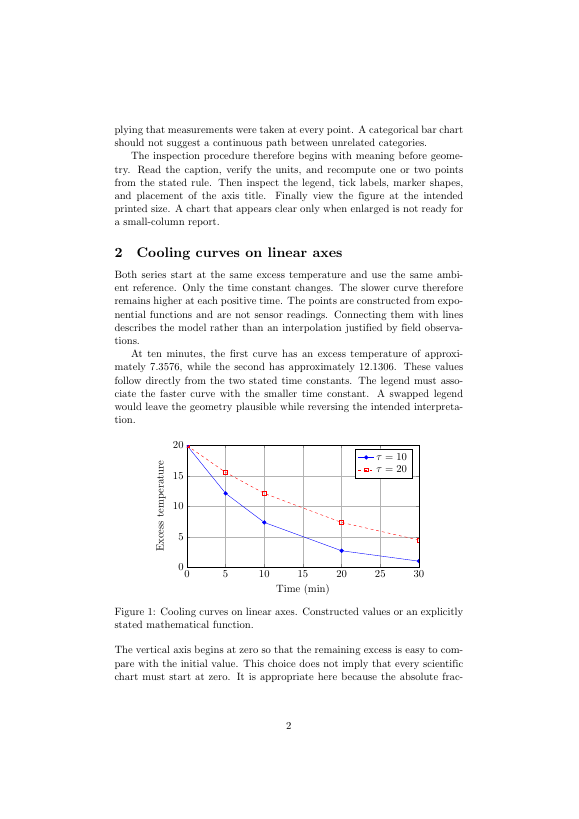 plying that measurements were taken at every point. A categorical bar chart
should not suggest a continuous path between unrelated categories.
The inspection procedure therefore begins with meaning before geome-
try. Read the caption, verify the units, and recompute one or two points
from the stated rule. Then inspect the legend, tick labels, marker shapes,
and placement of the axis title. Finally view the figure at the intended
printed size. A chart that appears clear only when enlarged is not ready for
a small-column report.
2 Cooling curves on linear axes
Both series start at the same excess temperature and use the same ambi-
ent reference. Only the time constant changes. The slower curve therefore
remains higher at each positive time. The points are constructed from expo-
nential functions and are not sensor readings. Connecting them with lines
describes the model rather than an interpolation justified by field observa-
tions.
At ten minutes, the first curve has an excess temperature of approxi-
mately 7.3576, while the second has approximately 12.1306. These values
follow directly from the two stated time constants. The legend must asso-
ciate the faster curve with the smaller time constant. A swapped legend
would leave the geometry plausible while reversing the intended interpreta-
tion.
20
15
10
5
0
Excess temperature
τ = 10
τ = 20
0 5 10 15 20 25 30
Time (min)
Figure 1: Cooling curves on linear axes. Constructed values or an explicitly
stated mathematical function.
The vertical axis begins at zero so that the remaining excess is easy to com-
pare with the initial value. This choice does not imply that every scientific
chart must start at zero. It is appropriate here because the absolute frac-
2